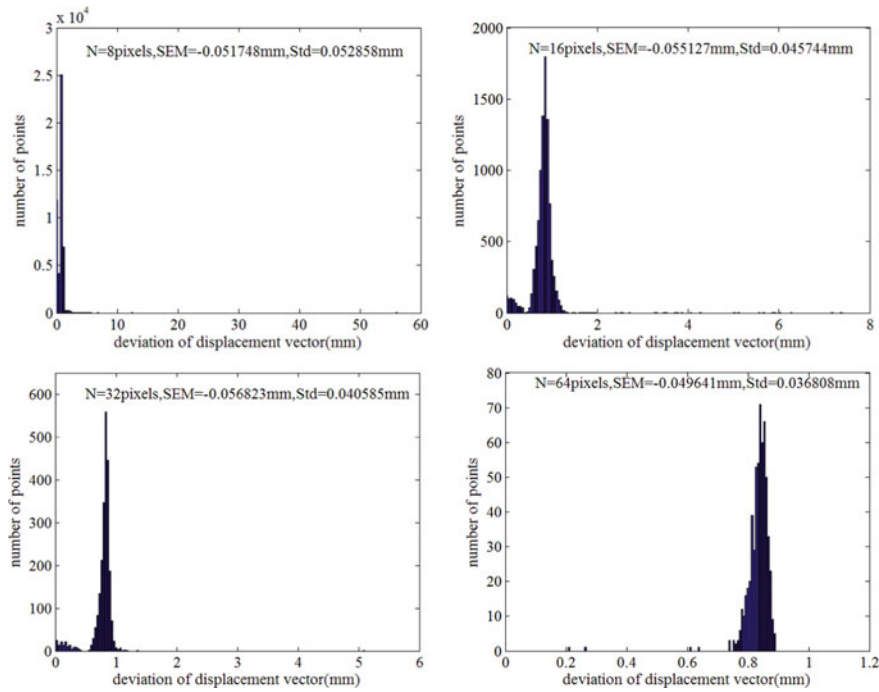 3 x 10^4
N=8pixels,SEM=-0.051748mm,Std=0.052858mm
2.5
2
1.5
1
0.5
0
number of points
0 10 20 30 40 50 60
deviation of displacement vector(mm)
2000
N=16pixels,SEM=-0.055127mm,Std=0.045744mm
1500
1000
500
0
number of points
0 2 4 6 8
deviation of displacement vector(mm)
600
N=32pixels,SEM=-0.056823mm,Std=0.040585mm
500
400
300
200
100
0
number of points
0 1 2 3 4 5 6
deviation of displacement vector(mm)
80
N=64pixels,SEM=-0.049641mm,Std=0.036808mm
70
60
50
40
30
20
10
0
number of points
0 0.2 0.4 0.6 0.8 1 1.2
deviation of displacement vector(mm)